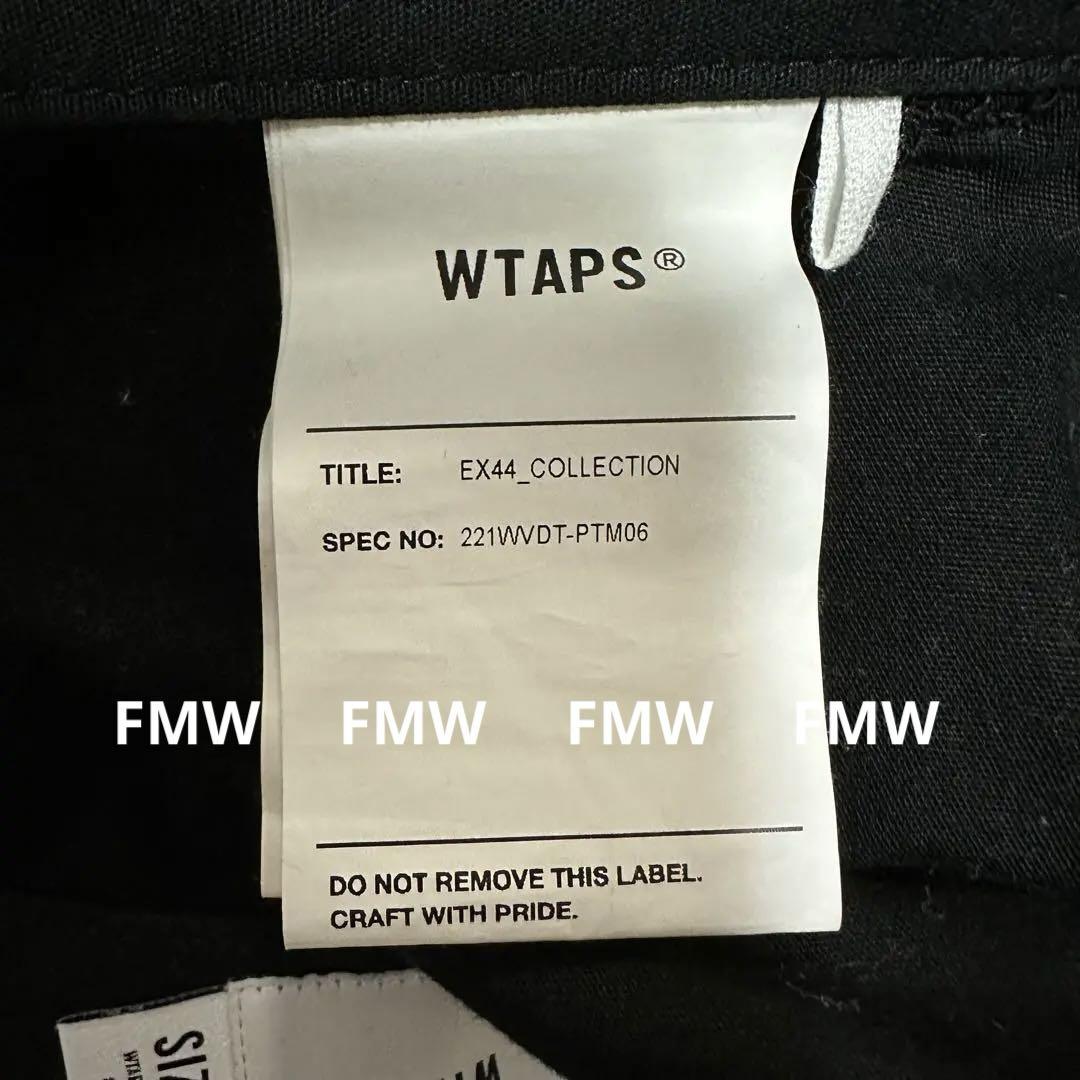 WTAPS®
TITLE: EX44_COLLECTION
SPEC NO: 221WVDT-PTM06
FMW FMW FMW FMW
DO NOT REMOVE THIS LABEL.
CRAFT WITH PRIDE.